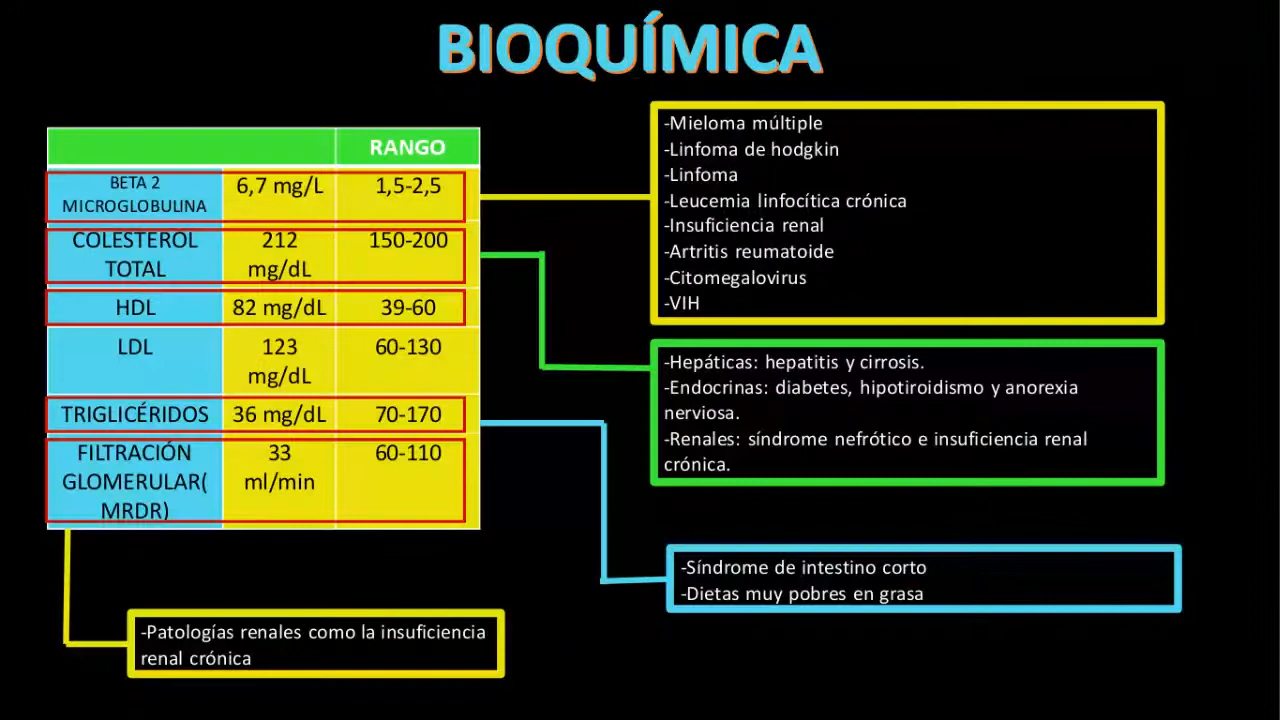 BIOQUÍMICA
RANGO
BETA 2
MICROGLOBULINA
6,7 mg/L
1,5-2,5
COLESTEROL
TOTAL
212
mg/dL
150-200
HDL
82 mg/dL
39-60
LDL
123
mg/dL
60-130
TRIGLICÉRIDOS
36 mg/dL
70-170
FILTRACIÓN
GLOMERULAR(
MRDR)
33
ml/min
60-110
-Mieloma múltiple
-Linfoma de hodgkin
-Linfoma
-Leucemia linfocítica crónica
-Insuficiencia renal
-Artritis reumatoide
-Citomegalovirus
-VIH
-Hepáticas: hepatitis y cirrosis.
-Endocrinas: diabetes, hipotiroidismo y anorexia
nerviosa.
-Renales: síndrome nefrótico e insuficiencia renal
crónica.
-Síndrome de intestino corto
-Dietas muy pobres en grasa
-Patologías renales como la insuficiencia
renal crónica